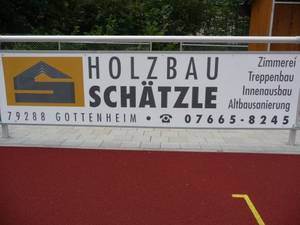 HOLZBAU
SCHÄTZLE
Zimmerei
Treppenbau
Innenausbau
Altbausanierung
79288 GOTTENHEIM • ☎ 07665-8245